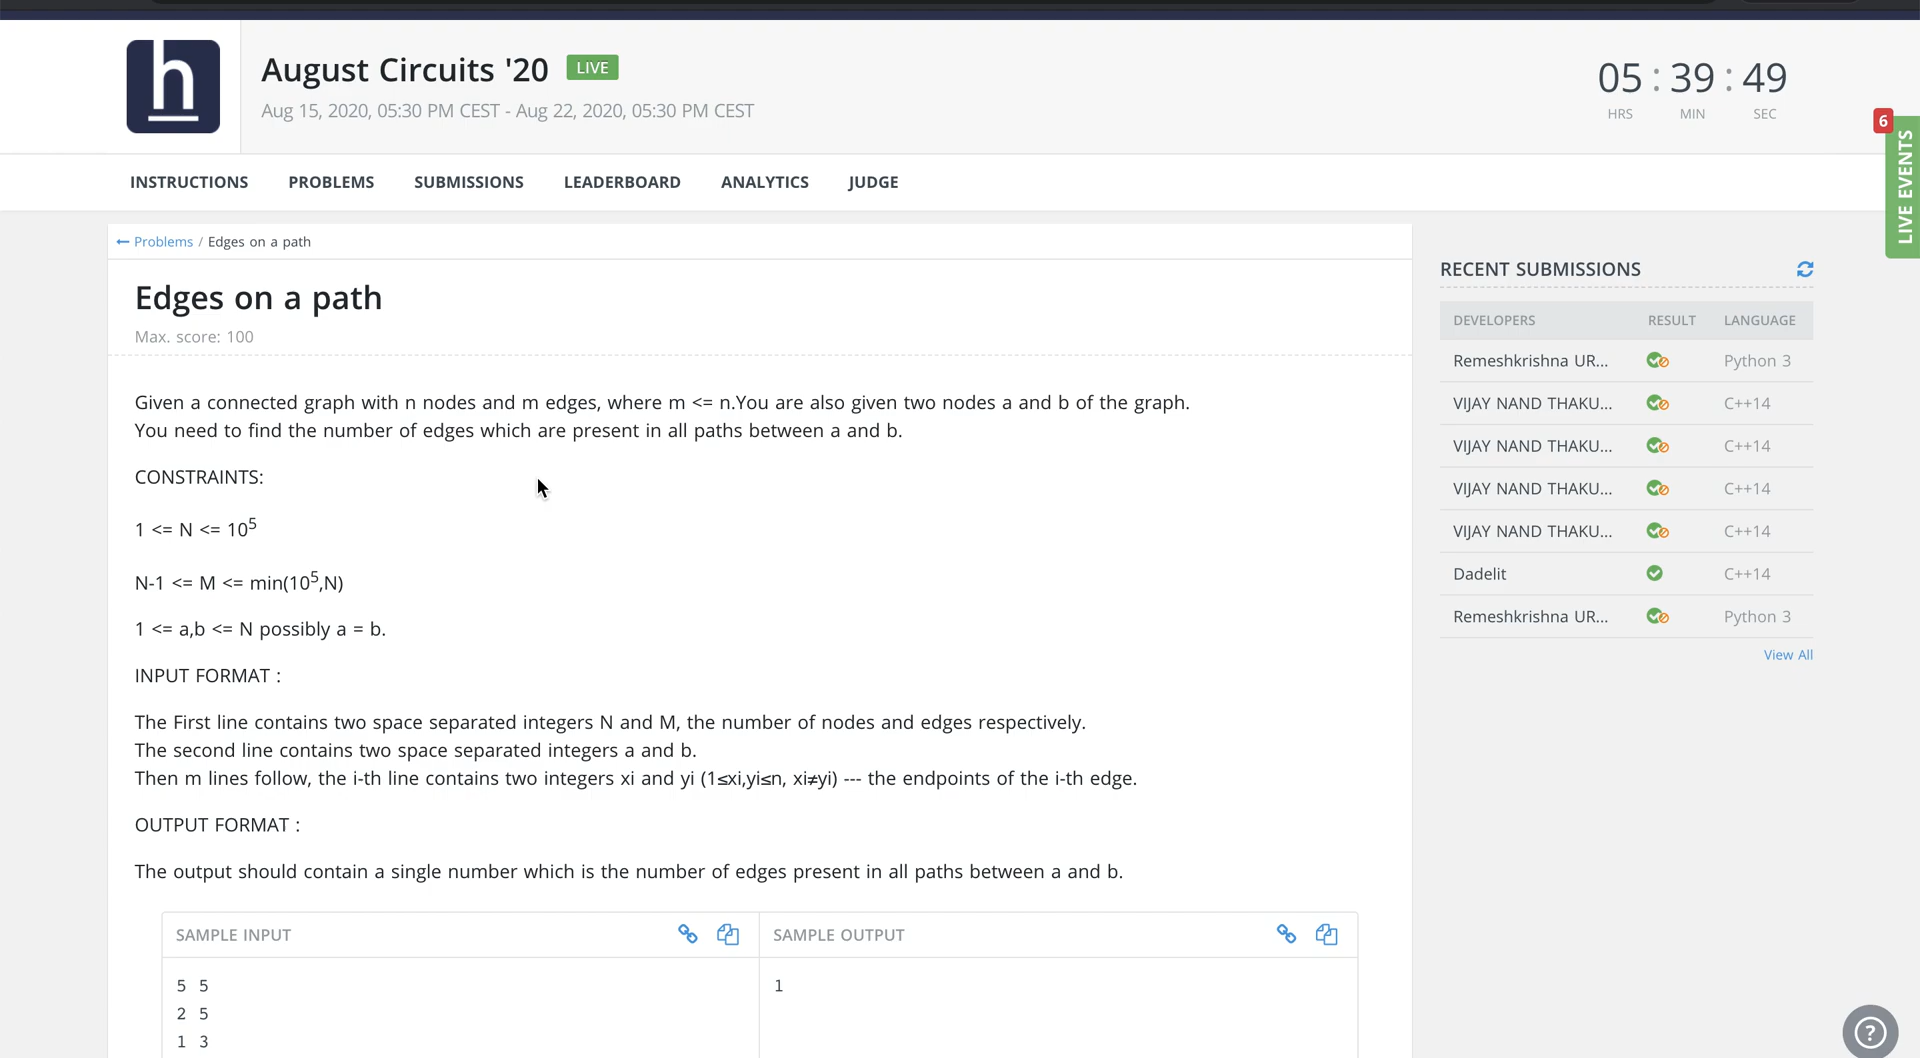 h
August Circuits '20 LIVE
Aug 15, 2020, 05:30 PM CEST - Aug 22, 2020, 05:30 PM CEST
05 : 39 : 49
HRS MIN SEC
6
LIVE EVENTS
INSTRUCTIONS PROBLEMS SUBMISSIONS LEADERBOARD ANALYTICS JUDGE
← Problems / Edges on a path
Edges on a path
Max. score: 100
Given a connected graph with n nodes and m edges, where m <= n.You are also given two nodes a and b of the graph.
You need to find the number of edges which are present in all paths between a and b.
CONSTRAINTS:
1 <= N <= 10⁵
N-1 <= M <= min(10⁵,N)
1 <= a,b <= N possibly a = b.
INPUT FORMAT :
The First line contains two space separated integers N and M, the number of nodes and edges respectively.
The second line contains two space separated integers a and b.
Then m lines follow, the i-th line contains two integers xi and yi (1≤xi,yi≤n, xi≠yi) --- the endpoints of the i-th edge.
OUTPUT FORMAT :
The output should contain a single number which is the number of edges present in all paths between a and b.
SAMPLE INPUT
5 5
2 5
1 3
SAMPLE OUTPUT
1
RECENT SUBMISSIONS
DEVELOPERS RESULT LANGUAGE
Remeshkrishna UR... Python 3
VIJAY NAND THAKU... C++14
VIJAY NAND THAKU... C++14
VIJAY NAND THAKU... C++14
VIJAY NAND THAKU... C++14
Dadelit C++14
Remeshkrishna UR... Python 3
View All
?